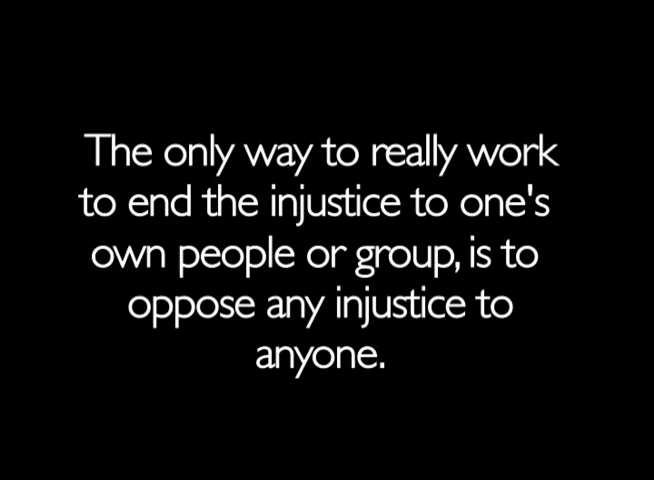 The only way to really work
to end the injustice to one's
own people or group, is to
oppose any injustice to
anyone.